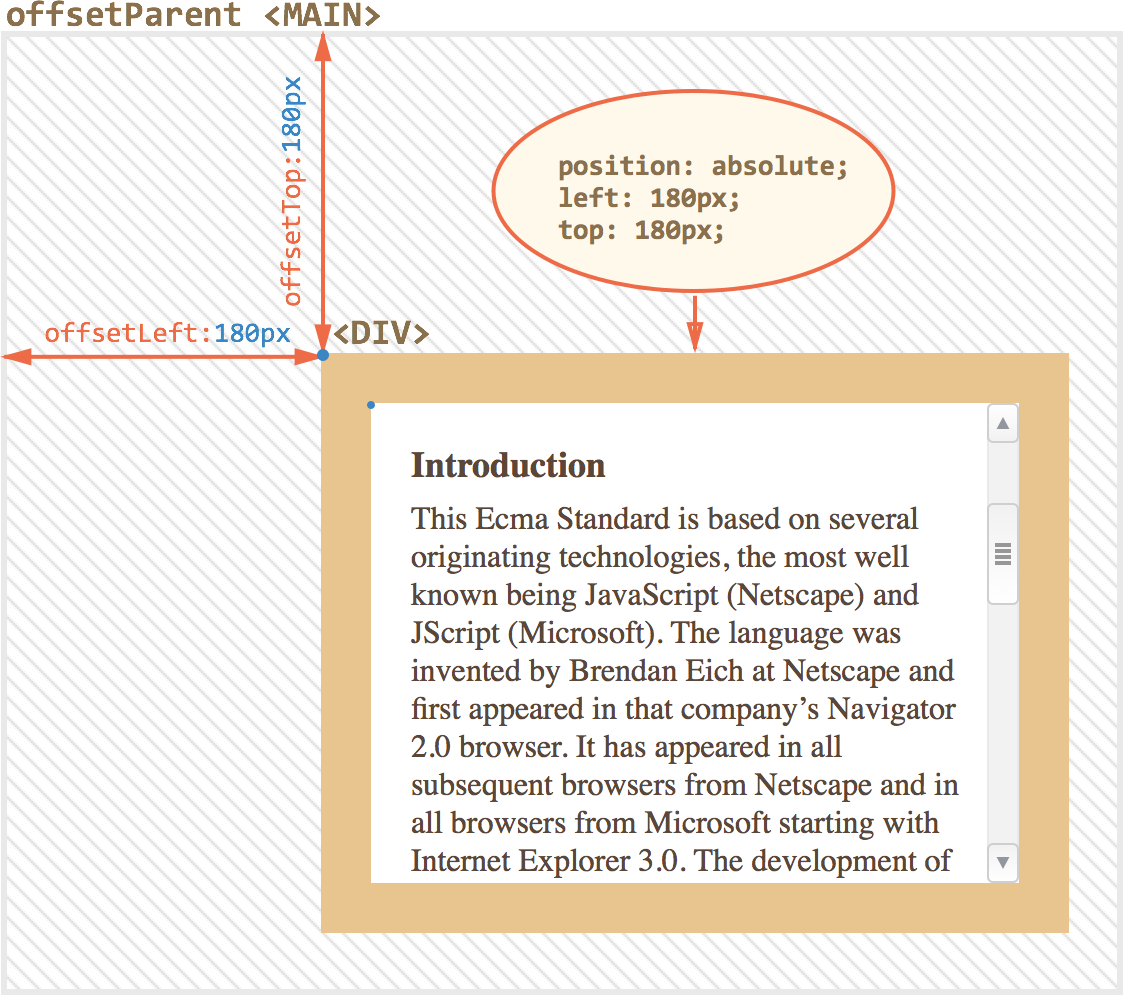 offsetParent <MAIN>
offsetTop:180px
position: absolute;
left: 180px;
top: 180px;
offsetLeft:180px
<DIV>
Introduction
This Ecma Standard is based on several
originating technologies, the most well
known being JavaScript (Netscape) and
JScript (Microsoft). The language was
invented by Brendan Eich at Netscape and
first appeared in that company’s Navigator
2.0 browser. It has appeared in all
subsequent browsers from Netscape and in
all browsers from Microsoft starting with
Internet Explorer 3.0. The development of